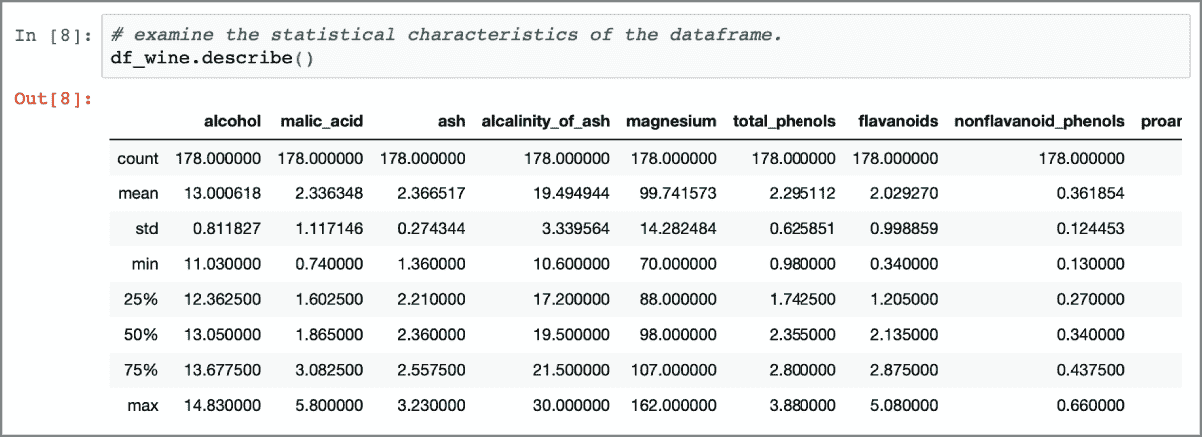 In [8]: # examine the statistical characteristics of the dataframe.
df_wine.describe()
Out[8]:
alcohol malic_acid ash alcalinity_of_ash magnesium total_phenols flavanoids nonflavanoid_phenols proar
count 178.000000 178.000000 178.000000 178.000000 178.000000 178.000000 178.000000 178.000000
mean 13.000618 2.336348 2.366517 19.494944 99.741573 2.295112 2.029270 0.361854
std 0.811827 1.117146 0.274344 3.339564 14.282484 0.625851 0.998859 0.124453
min 11.030000 0.740000 1.360000 10.600000 70.000000 0.980000 0.340000 0.130000
25% 12.362500 1.602500 2.210000 17.200000 88.000000 1.742500 1.205000 0.270000
50% 13.050000 1.865000 2.360000 19.500000 98.000000 2.355000 2.135000 0.340000
75% 13.677500 3.082500 2.557500 21.500000 107.000000 2.800000 2.875000 0.437500
max 14.830000 5.800000 3.230000 30.000000 162.000000 3.880000 5.080000 0.660000